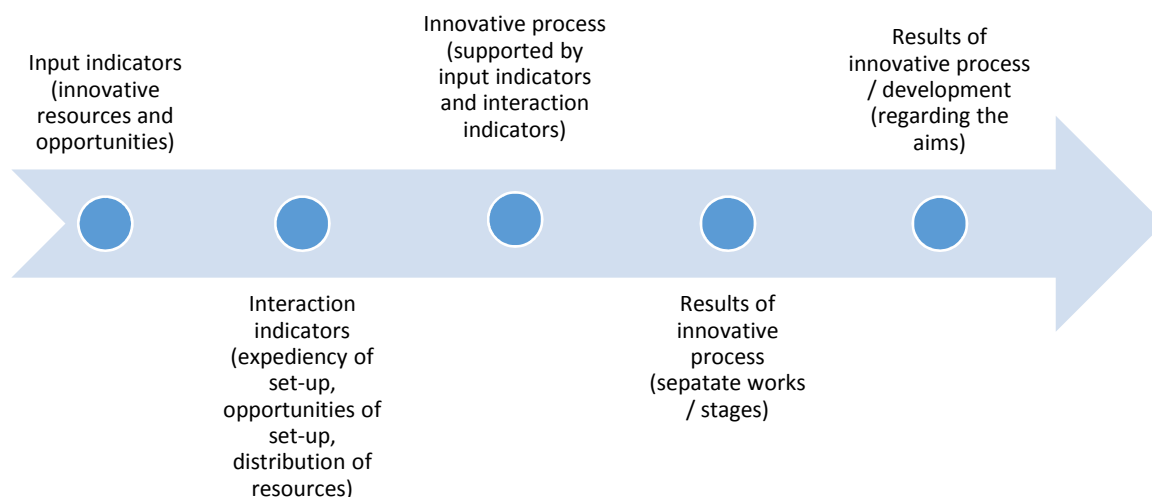 Input indicators
(innovative
resources and
opportunities)
Interaction
indicators
(expediency of
set-up,
opportunities of
set-up,
distribution of
resources)
Innovative process
(supported by
input indicators
and interaction
indicators)
Results of
innovative
process
(sepatate works
/ stages)
Results of
innovative process
/ development
(regarding the
aims)